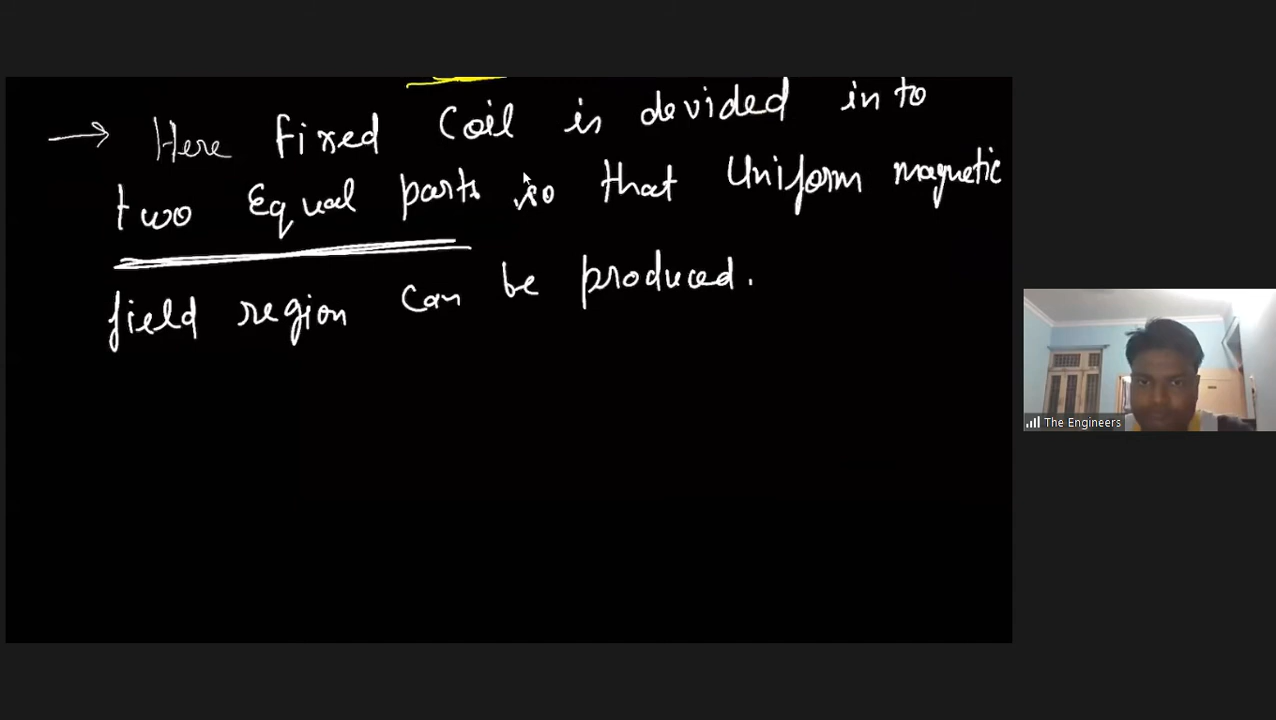 → Here fixed Coil is devided into
two Equal parts so that Uniform magnetic
field region can be produced.
The Engineers